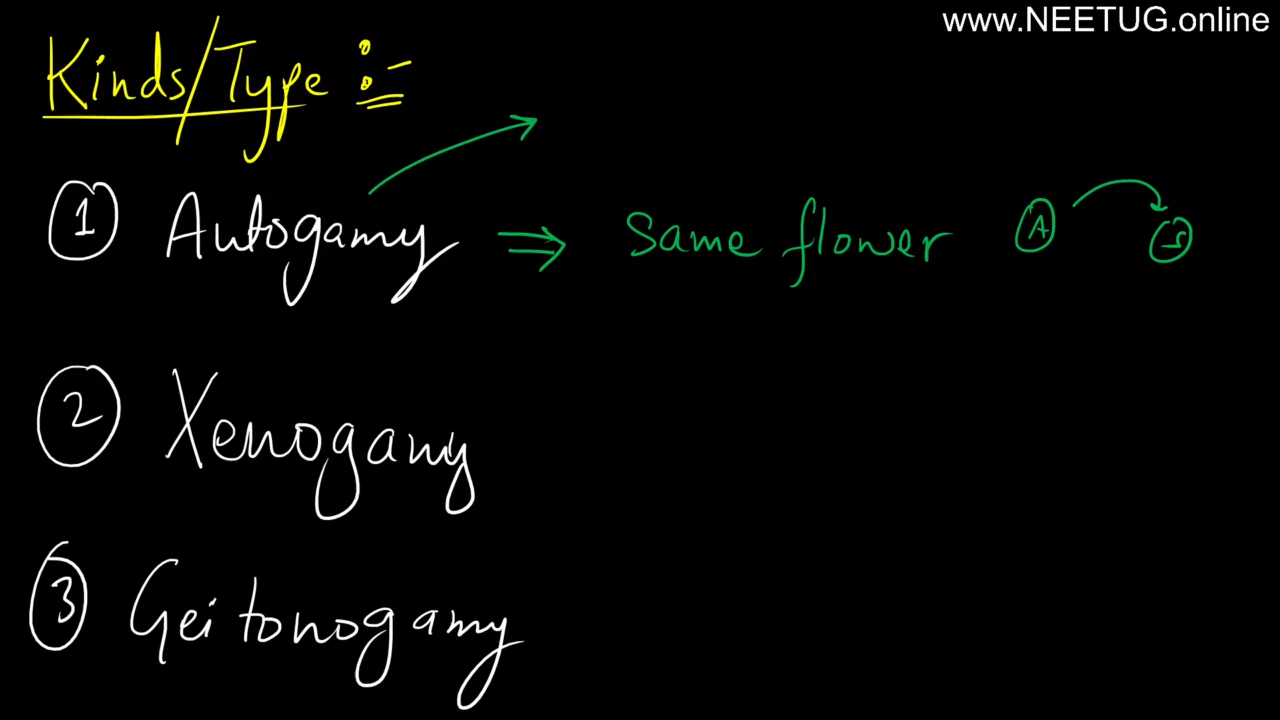 www.NEETUG.online
Kinds/Type :-
1 Autogamy ⇒ Same flower A S
2 Xenogamy
3 Geitonogamy